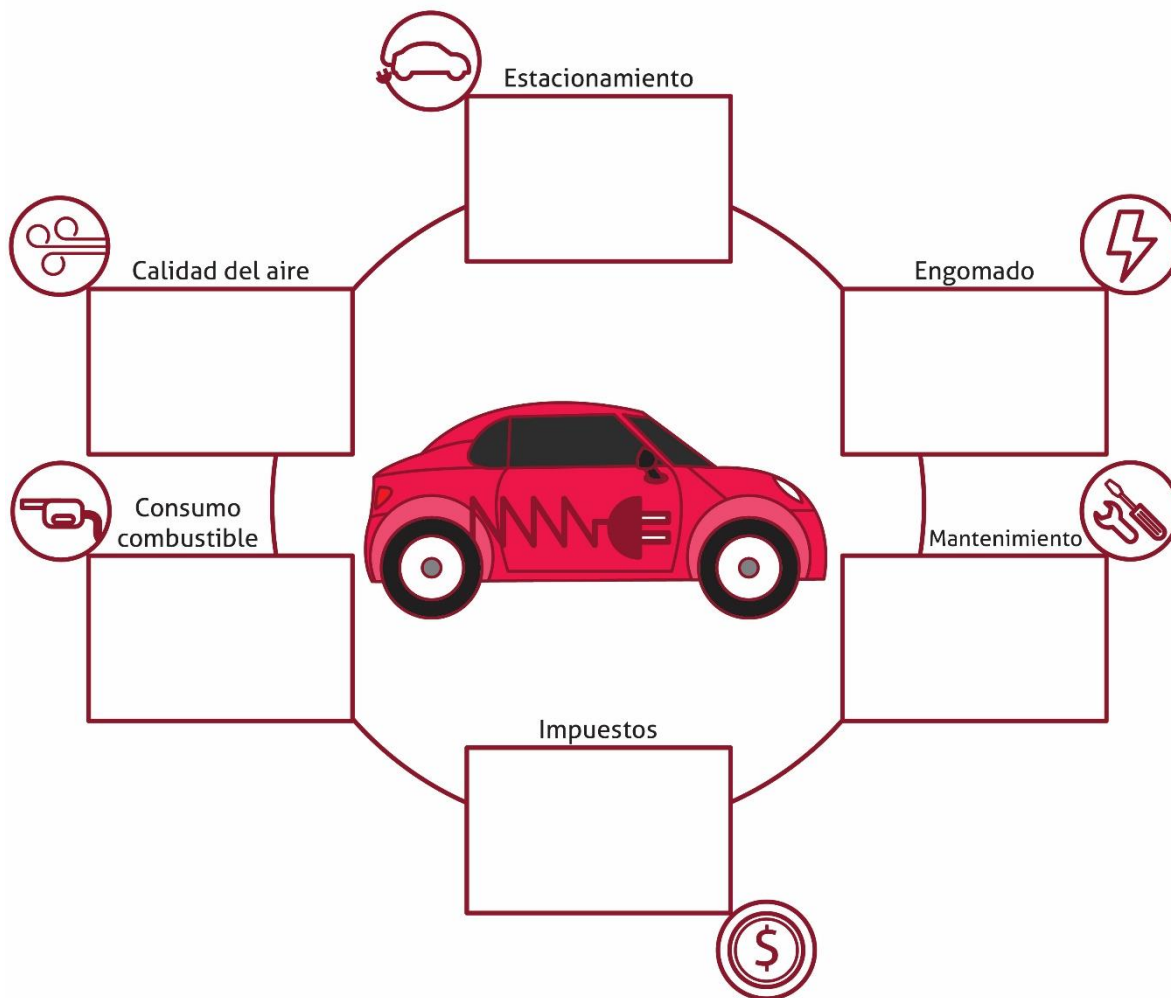 Estacionamiento
Calidad del aire
Engomado
Consumo
combustible
Mantenimiento
Impuestos
$